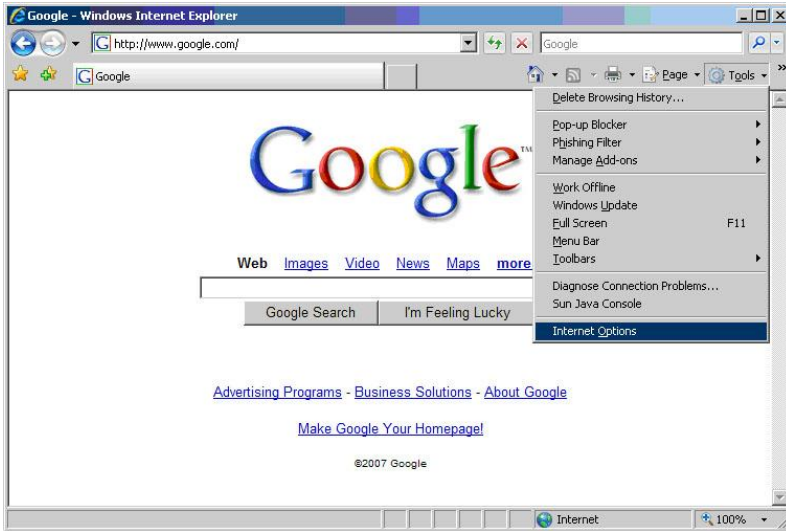 Google - Windows Internet Explorer
http://www.google.com/
Google
Google
Page
Tools
»
Delete Browsing History...
Pop-up Blocker
Phishing Filter
Manage Add-ons
Work Offline
Windows Update
Full Screen F11
Menu Bar
Toolbars
Diagnose Connection Problems...
Sun Java Console
Internet Options
Google™
Web Images Video News Maps more
Google Search I'm Feeling Lucky
Advertising Programs - Business Solutions - About Google
Make Google Your Homepage!
©2007 Google
Internet 100%